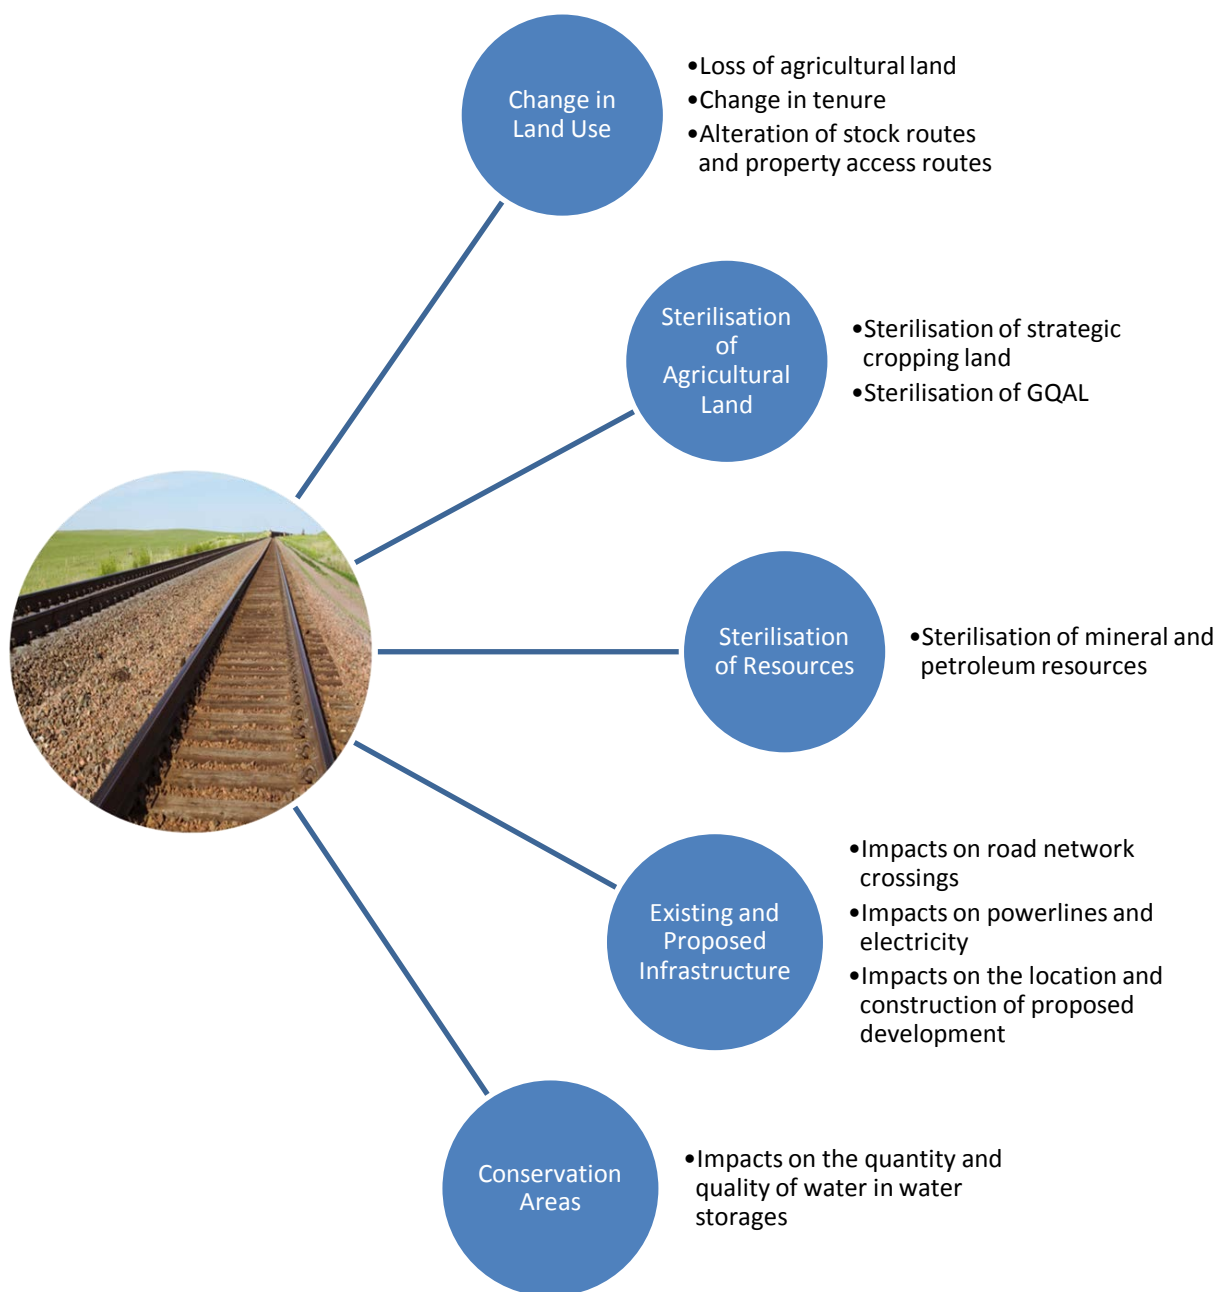 Change in
Land Use
•Loss of agricultural land
•Change in tenure
•Alteration of stock routes
and property access routes
Sterilisation
of
Agricultural
Land
•Sterilisation of strategic
cropping land
•Sterilisation of GQAL
Sterilisation
of Resources
•Sterilisation of mineral and
petroleum resources
Existing and
Proposed
Infrastructure
•Impacts on road network
crossings
•Impacts on powerlines and
electricity
•Impacts on the location and
construction of proposed
development
Conservation
Areas
•Impacts on the quantity and
quality of water in water
storages